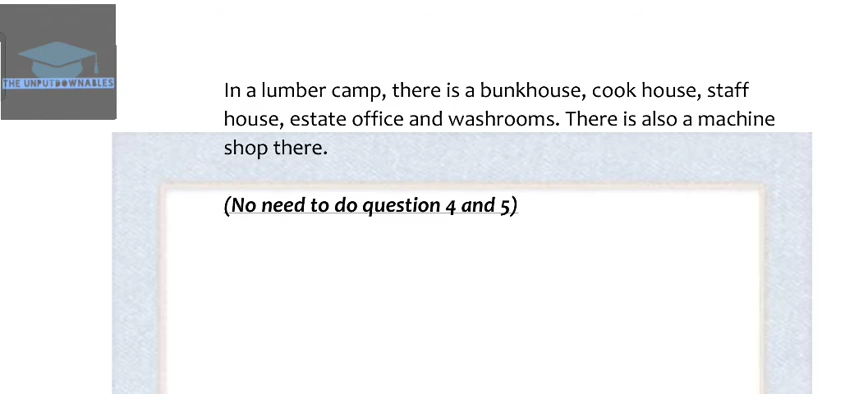 THE UNPUTDOWNABLES
In a lumber camp, there is a bunkhouse, cook house, staff
house, estate office and washrooms. There is also a machine
shop there.
(No need to do question 4 and 5)